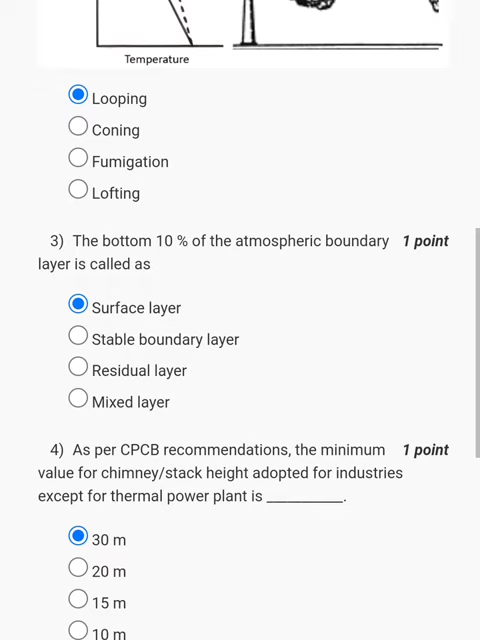 Temperature
Looping
Coning
Fumigation
Lofting
3) The bottom 10 % of the atmospheric boundary 1 point
layer is called as
Surface layer
Stable boundary layer
Residual layer
Mixed layer
4) As per CPCB recommendations, the minimum 1 point
value for chimney/stack height adopted for industries
except for thermal power plant is __________.
30 m
20 m
15 m
10 m